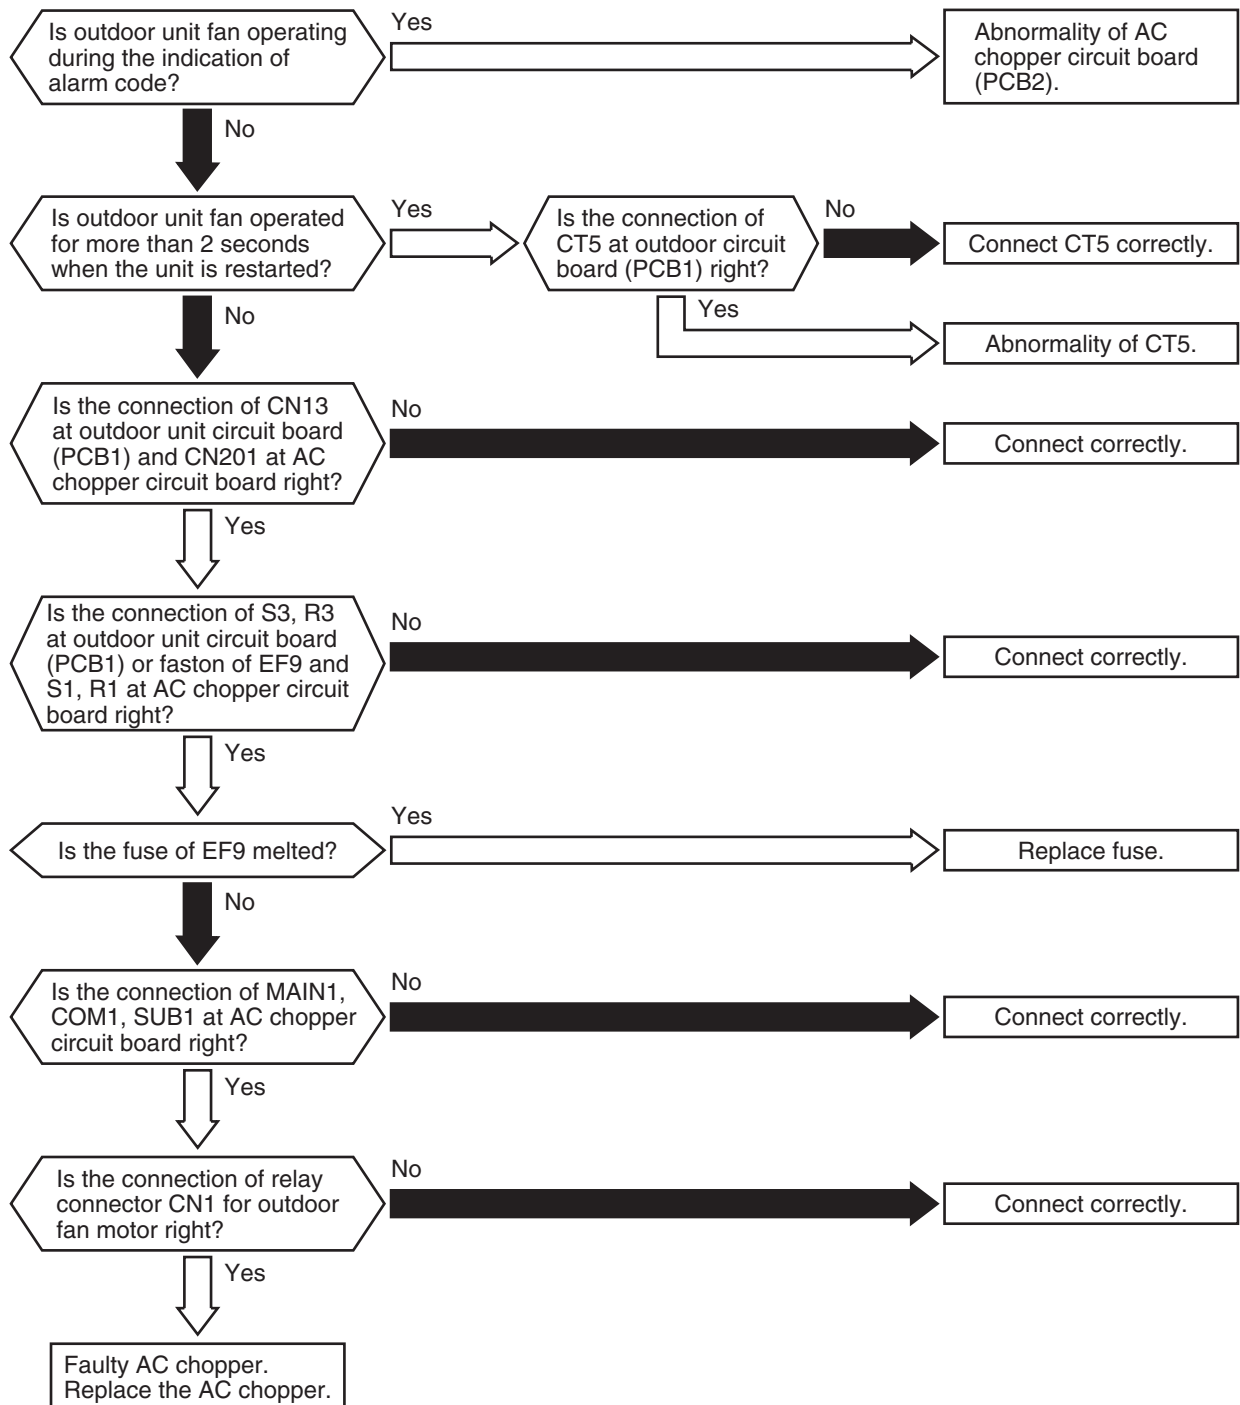 Is outdoor unit fan operating
during the indication of
alarm code?
Yes
Abnormality of AC
chopper circuit board
(PCB2).
No
Is outdoor unit fan operated
for more than 2 seconds
when the unit is restarted?
Yes
Is the connection of
CT5 at outdoor circuit
board (PCB1) right?
No
Connect CT5 correctly.
Yes
Abnormality of CT5.
No
Is the connection of CN13
at outdoor unit circuit board
(PCB1) and CN201 at AC
chopper circuit board right?
No
Connect correctly.
Yes
Is the connection of S3, R3
at outdoor unit circuit board
(PCB1) or faston of EF9 and
S1, R1 at AC chopper circuit
board right?
No
Connect correctly.
Yes
Is the fuse of EF9 melted?
Yes
Replace fuse.
No
Is the connection of MAIN1,
COM1, SUB1 at AC chopper
circuit board right?
No
Connect correctly.
Yes
Is the connection of relay
connector CN1 for outdoor
fan motor right?
No
Connect correctly.
Yes
Faulty AC chopper.
Replace the AC chopper.